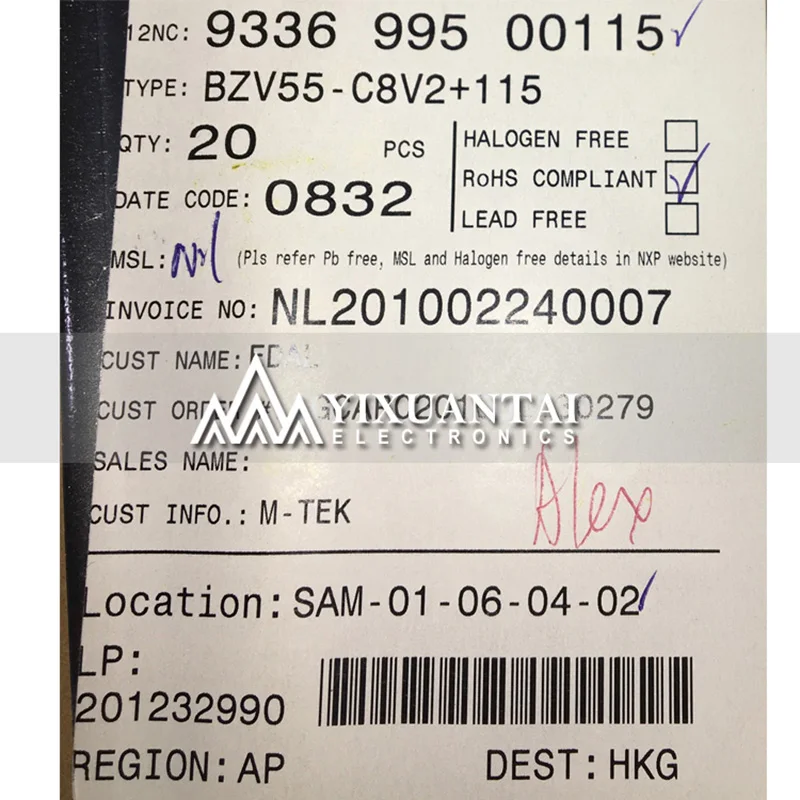 12NC: 9336 995 00115
TYPE: BZV55-C8V2+115
QTY: 20 PCS
HALOGEN FREE
RoHS COMPLIANT
LEAD FREE
DATE CODE: 0832
MSL: (Pls refer Pb free, MSL and Halogen free details in NXP website)
INVOICE NO: NL201002240007
CUST NAME:
CUST 0279
YIXUANTAI
ELECTRONICS
SALES NAME:
Alex
CUST INFO.: M-TEK
Location: SAM-01-06-04-02
LP:
201232990
REGION: AP DEST: HKG